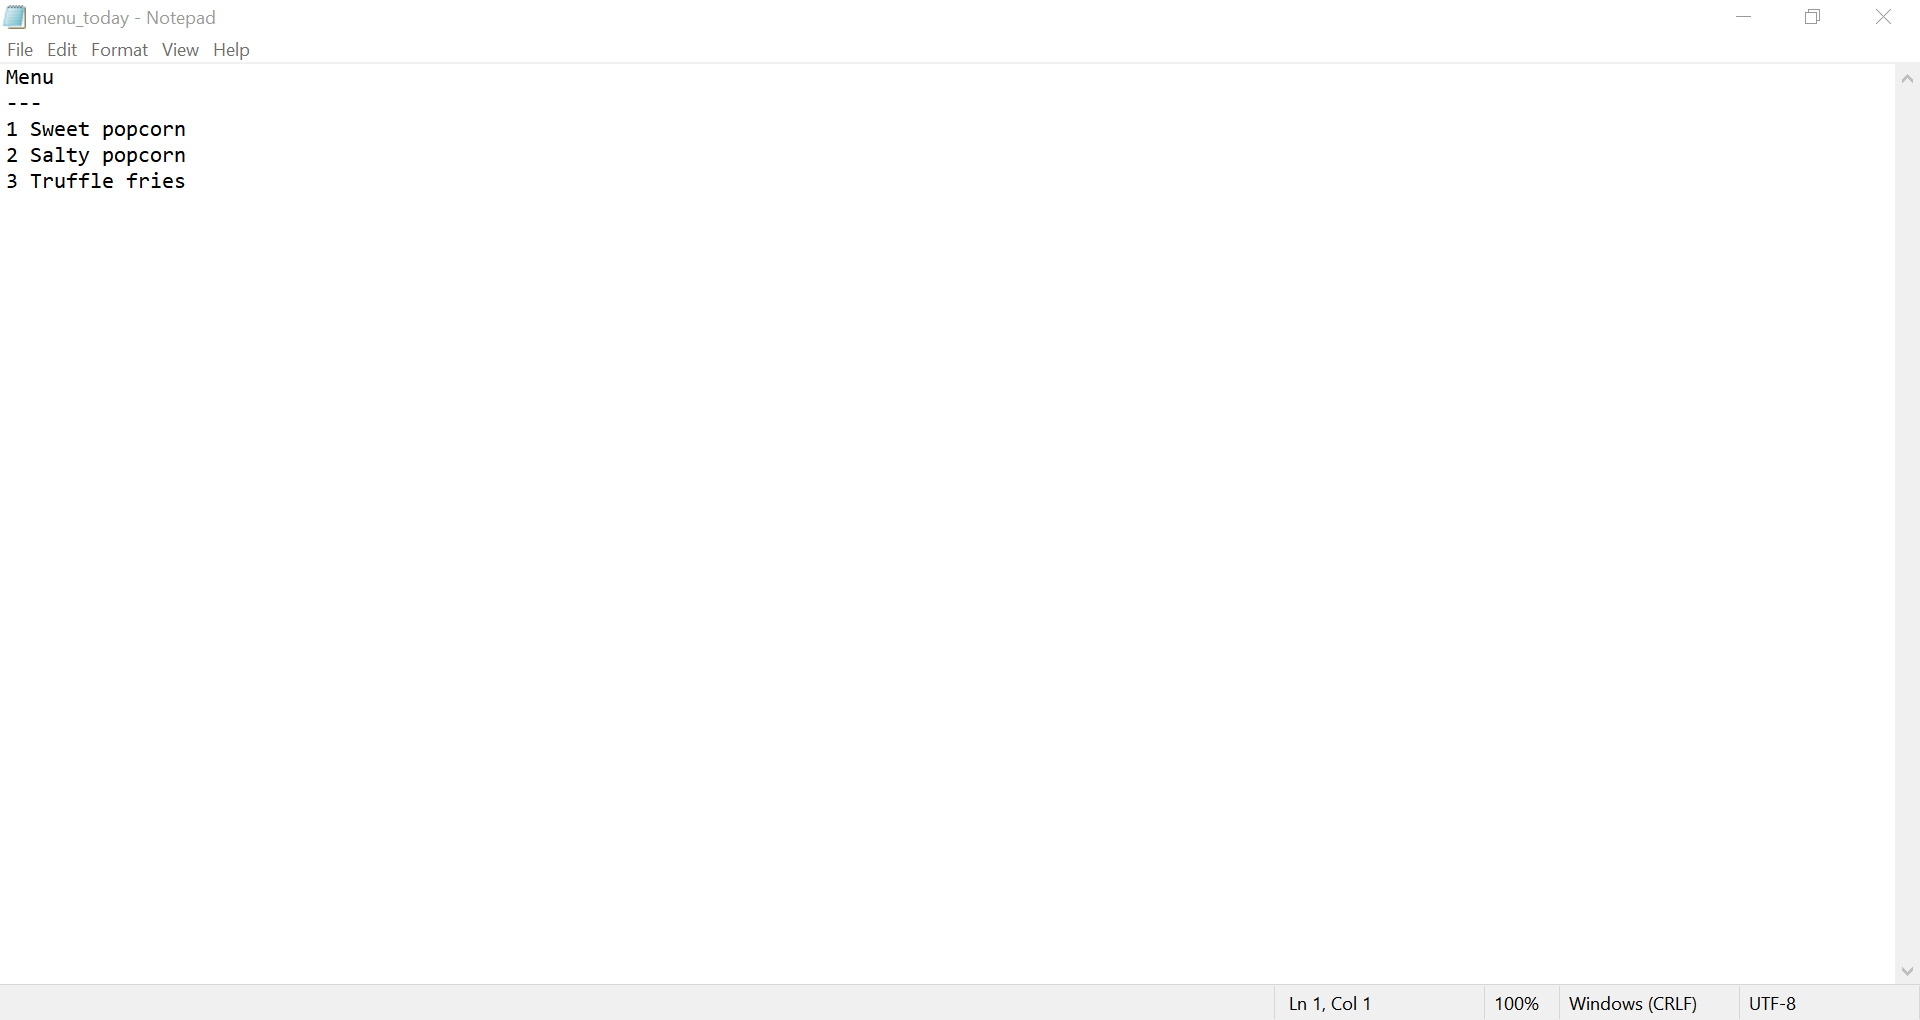 menu_today - Notepad
File Edit Format View Help
Menu
---
1 Sweet popcorn
2 Salty popcorn
3 Truffle fries
Ln 1, Col 1 100% Windows (CRLF) UTF-8